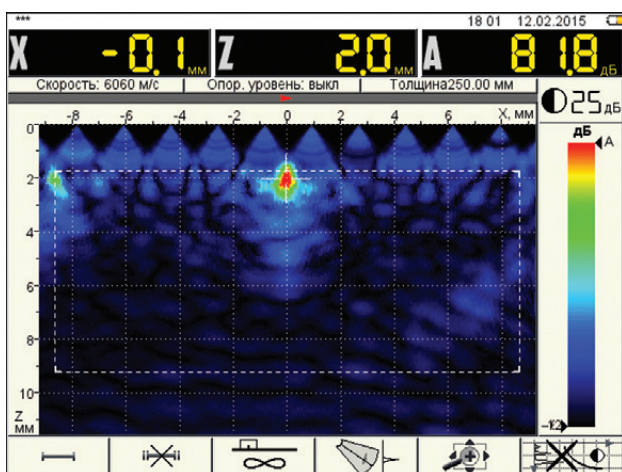 ***
18 01 12.02.2015
X -0.1 мм Z 2.0 мм A 81.8 дБ
Скорость: 6060 м/с Опор. уровень: выкл Толщина250.00 мм
25 дБ
0 -8 -6 -4 -2 0 2 4 6 8 X, мм
дБ
A
2
4
6
8
10
Z
мм
-12